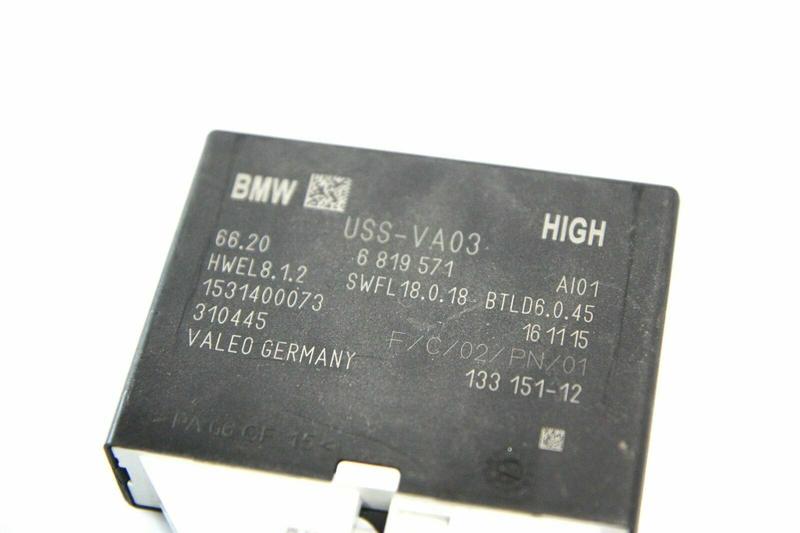 BMW
HIGH
USS-VA03
66.20
6 819 571
AI01
HWEL8.1.2
SWFL18.0.18 BTLD6.0.45
1531400073
16 11 15
310445
F/C/02/PN/01
VALEO GERMANY
133 151-12